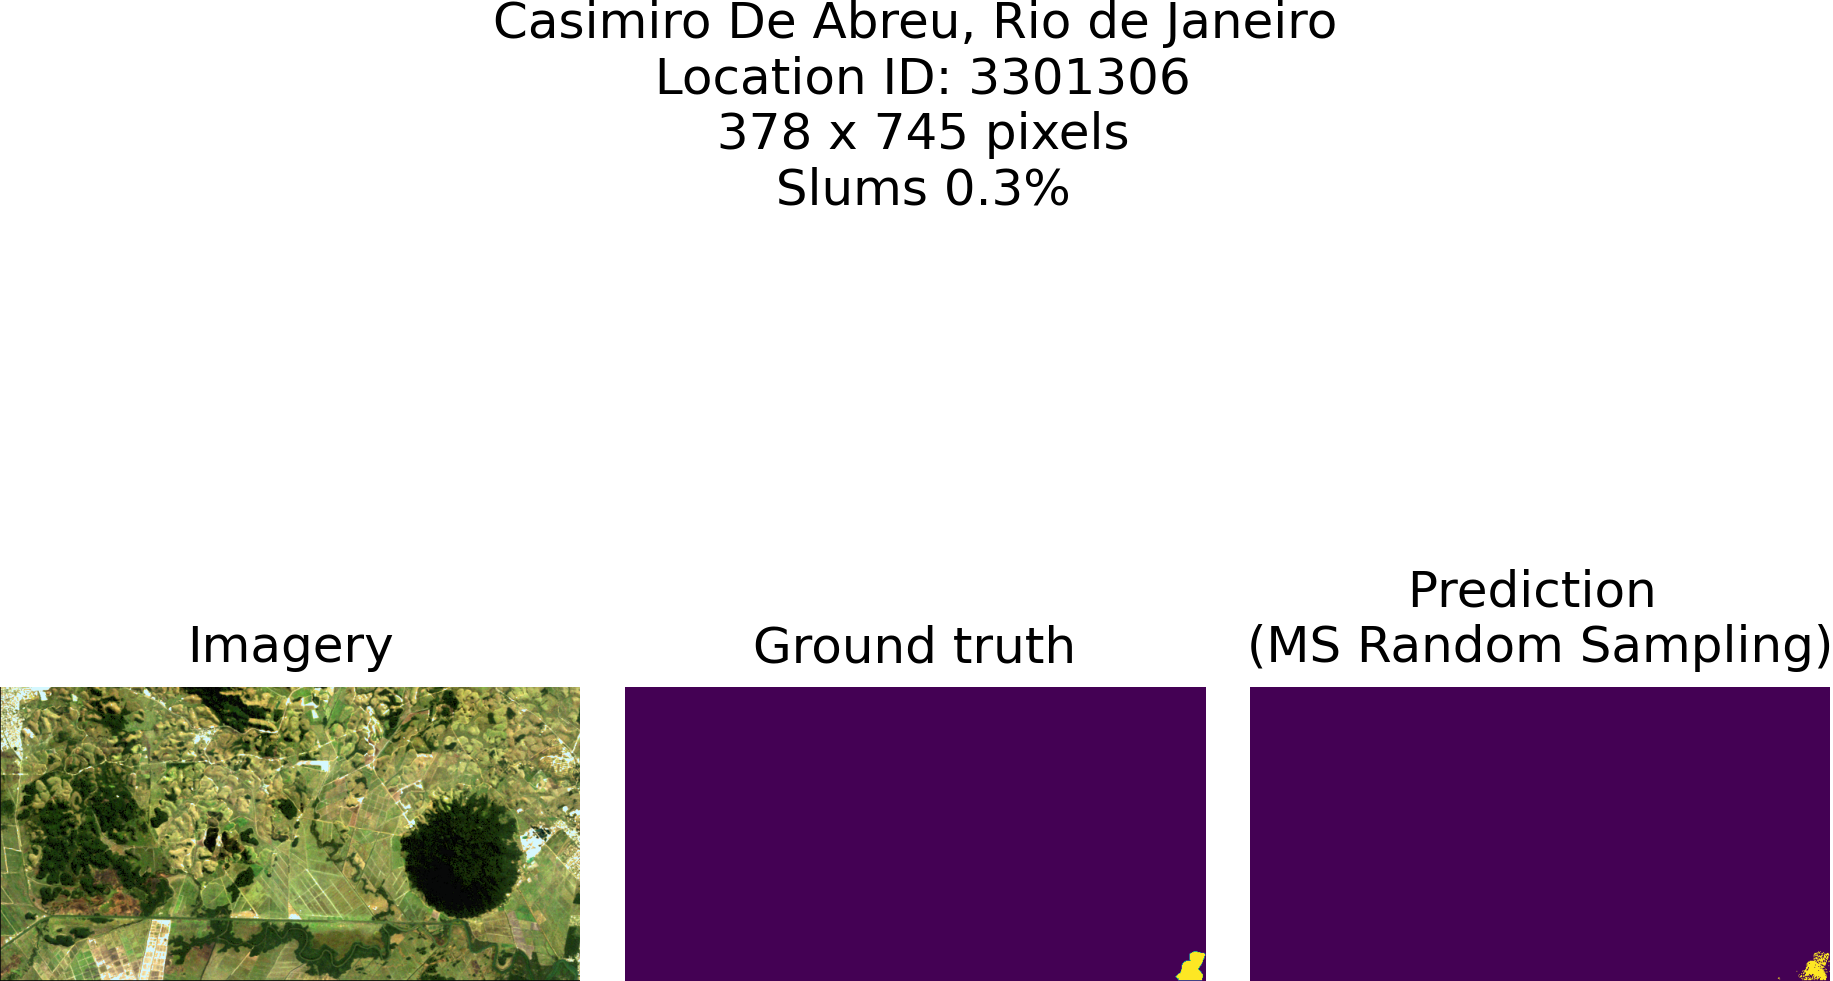 Casimiro De Abreu, Rio de Janeiro
Location ID: 3301306
378 x 745 pixels
Slums 0.3%
Imagery
Ground truth
Prediction
(MS Random Sampling)